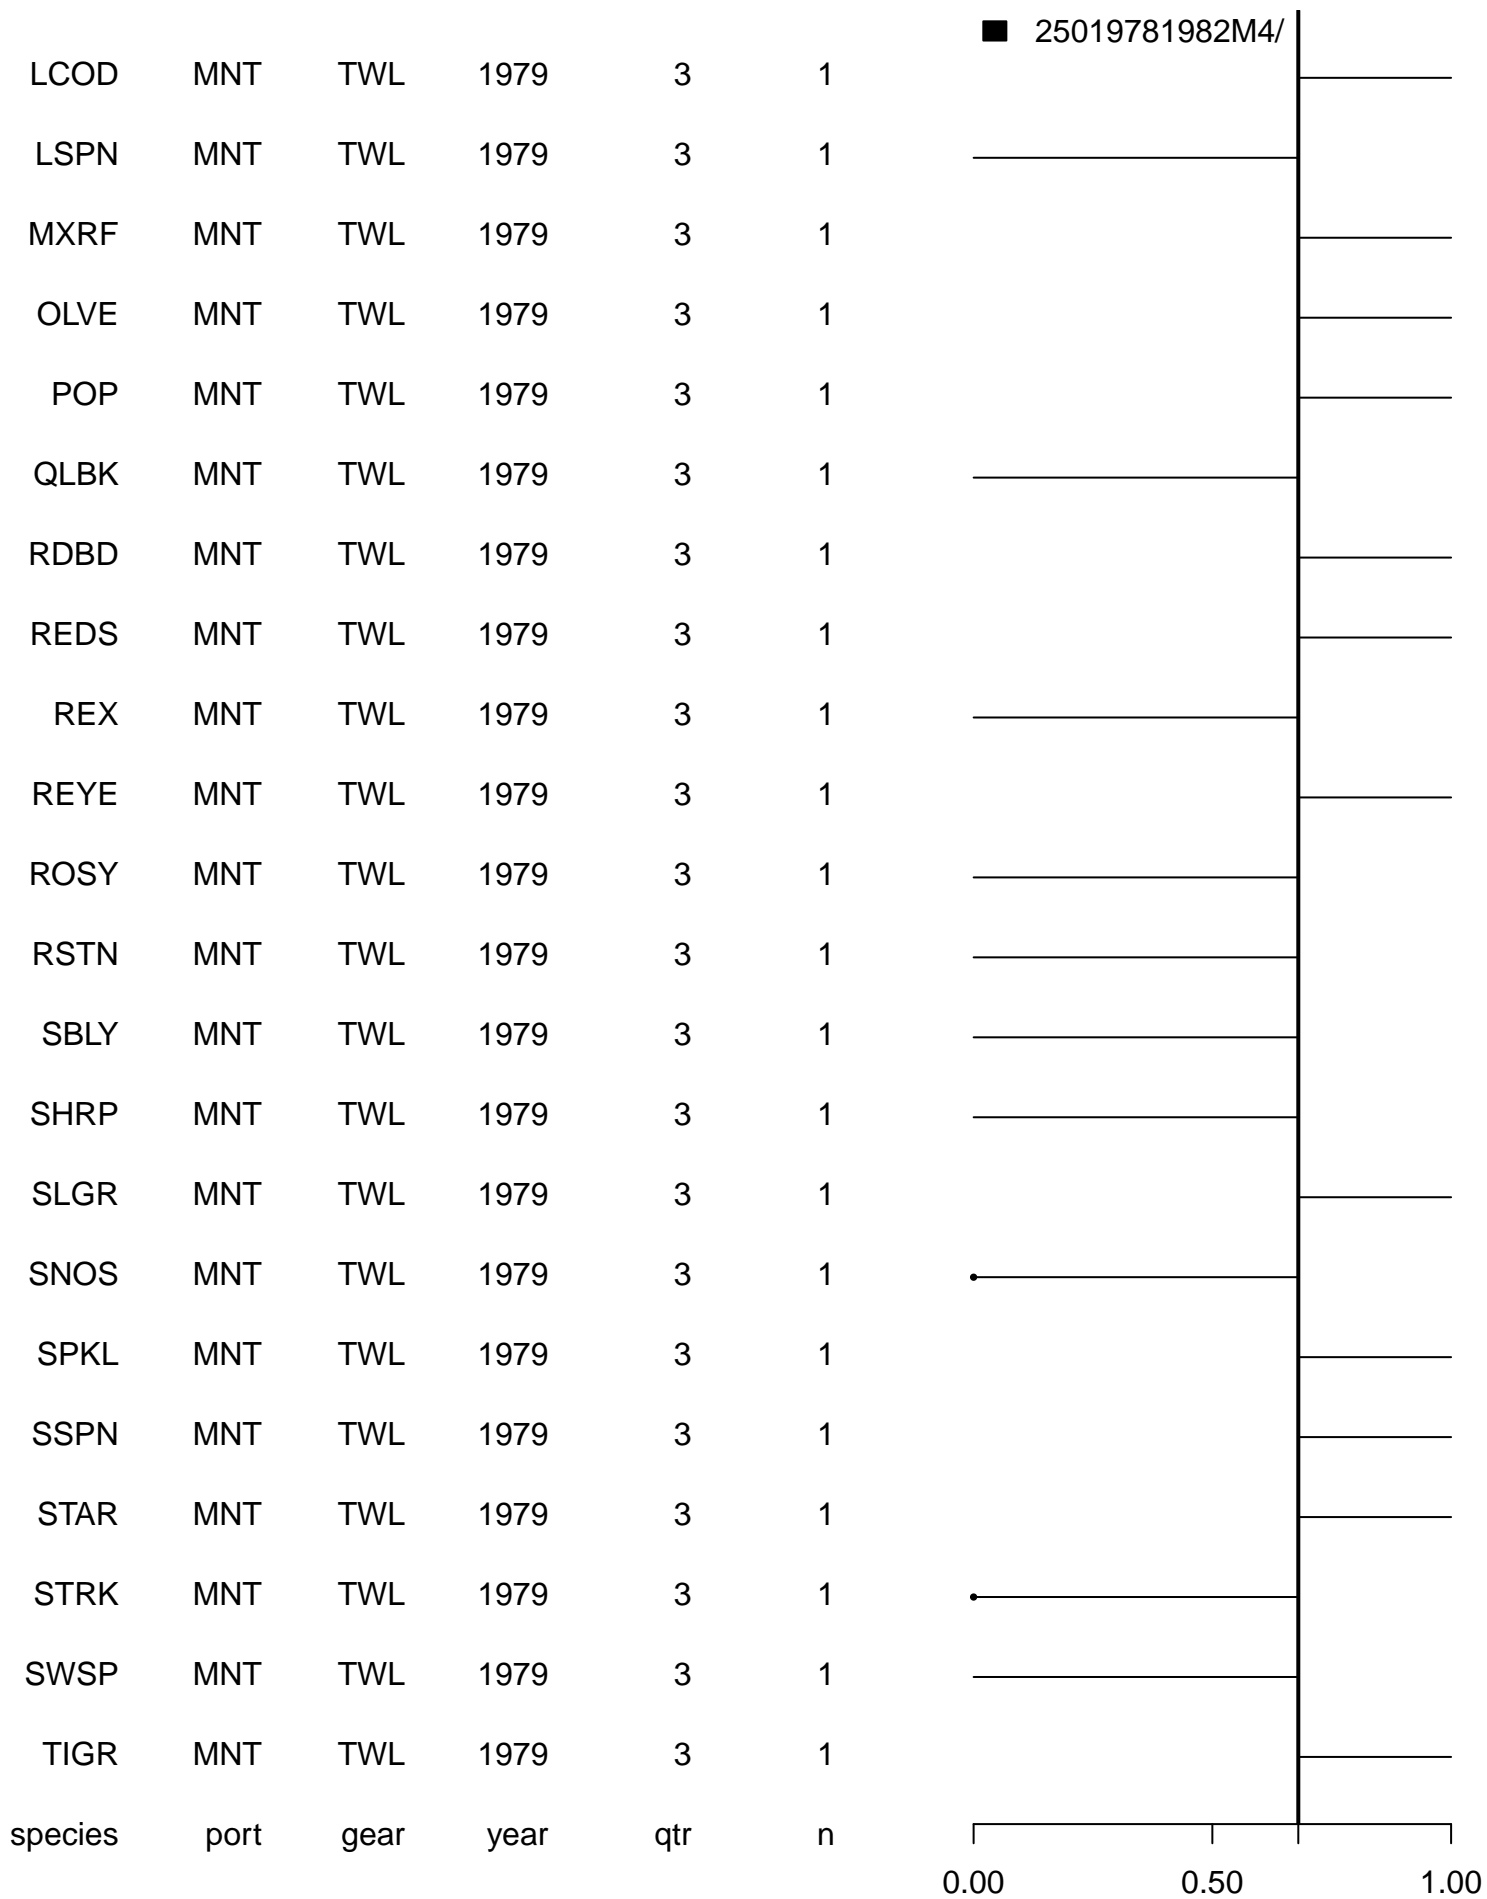 25019781982M4/
LCOD MNT TWL 1979 3 1
LSPN MNT TWL 1979 3 1
MXRF MNT TWL 1979 3 1
OLVE MNT TWL 1979 3 1
POP MNT TWL 1979 3 1
QLBK MNT TWL 1979 3 1
RDBD MNT TWL 1979 3 1
REDS MNT TWL 1979 3 1
REX MNT TWL 1979 3 1
REYE MNT TWL 1979 3 1
ROSY MNT TWL 1979 3 1
RSTN MNT TWL 1979 3 1
SBLY MNT TWL 1979 3 1
SHRP MNT TWL 1979 3 1
SLGR MNT TWL 1979 3 1
SNOS MNT TWL 1979 3 1
SPKL MNT TWL 1979 3 1
SSPN MNT TWL 1979 3 1
STAR MNT TWL 1979 3 1
STRK MNT TWL 1979 3 1
SWSP MNT TWL 1979 3 1
TIGR MNT TWL 1979 3 1
species port gear year qtr n
0.00 0.50 1.00